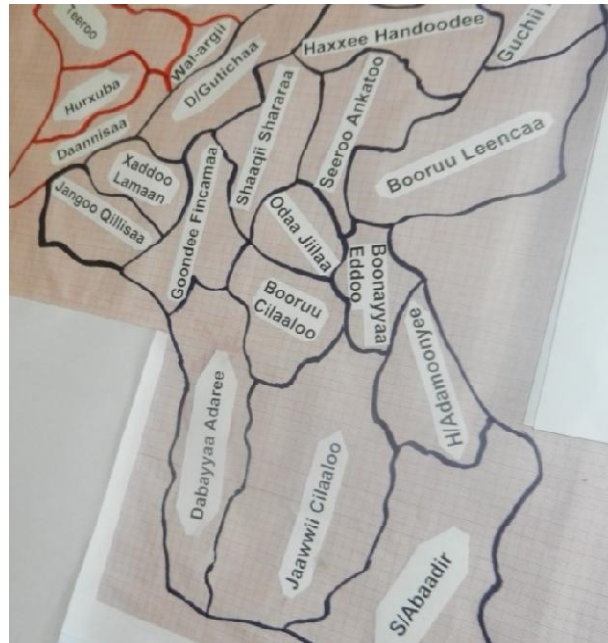 Teeroo
Wal-argii
Haxxee Handoodee
Guchii
Hurxuba
D/Gutichaa
Daannisaa
Shaaqii Shararaa
Seeroo Ankatoo
Booruu Leencaa
Xaddoo
Lamaan
Jangoo Qillisaa
Goondee Fincamaa
Odaa Jiilaa
Boonayyaa
Eddoo
Booruu
Cilaaloo
H/Adamoonyee
Dabayyaa Adaree
Jaawwii Cilaaloo
S/Abaadir